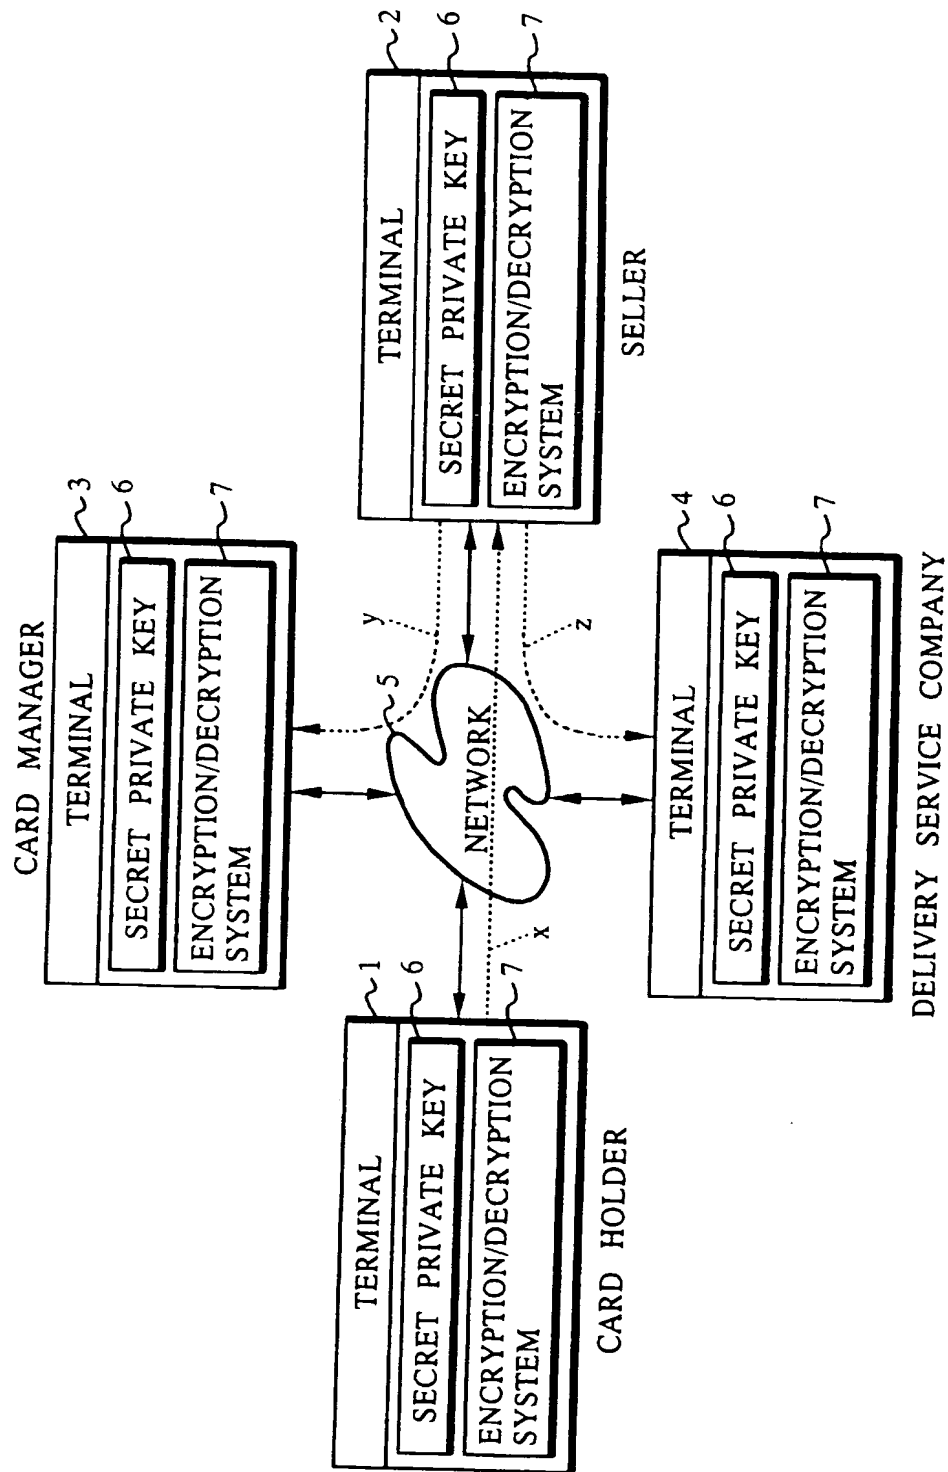 CARD MANAGER
TERMINAL
3
SECRET PRIVATE KEY
6
ENCRYPTION/DECRYPTION
SYSTEM
7
TERMINAL
1
SECRET PRIVATE KEY
6
ENCRYPTION/DECRYPTION
SYSTEM
7
CARD HOLDER
5
NETWORK
x
y
z
TERMINAL
2
SECRET PRIVATE KEY
6
ENCRYPTION/DECRYPTION
SYSTEM
7
SELLER
TERMINAL
4
SECRET PRIVATE KEY
6
ENCRYPTION/DECRYPTION
SYSTEM
7
DELIVERY SERVICE COMPANY